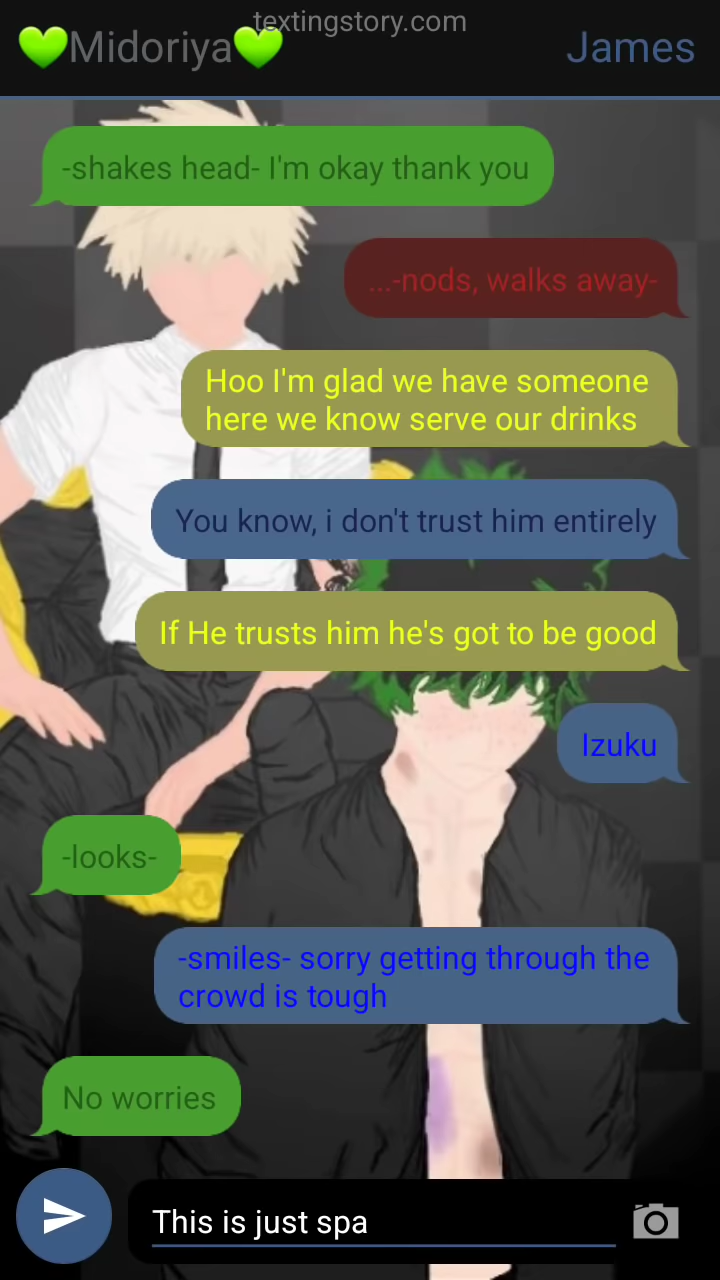 textingstory.com
💚Midoriya💚
James
-shakes head- I'm okay thank you
...-nods, walks away-
Hoo I'm glad we have someone
here we know serve our drinks
You know, i don't trust him entirely
If He trusts him he's got to be good
Izuku
-looks-
-smiles- sorry getting through the
crowd is tough
No worries
This is just spa